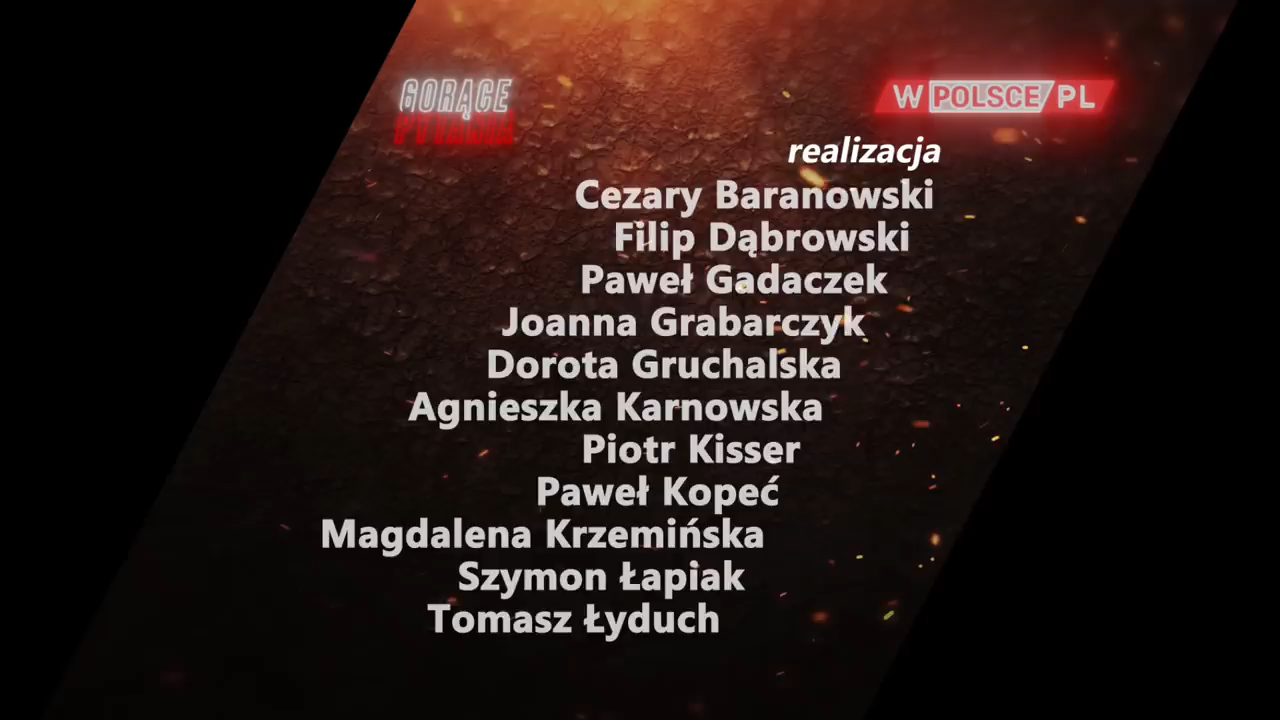 GORĄCE
PYTANIA
W POLSCE/PL
realizacja
Cezary Baranowski
Filip Dąbrowski
Paweł Gadaczek
Joanna Grabarczyk
Dorota Gruchalska
Agnieszka Karnowska
Piotr Kisser
Paweł Kopeć
Magdalena Krzemińska
Szymon Łapiak
Tomasz Łyduch